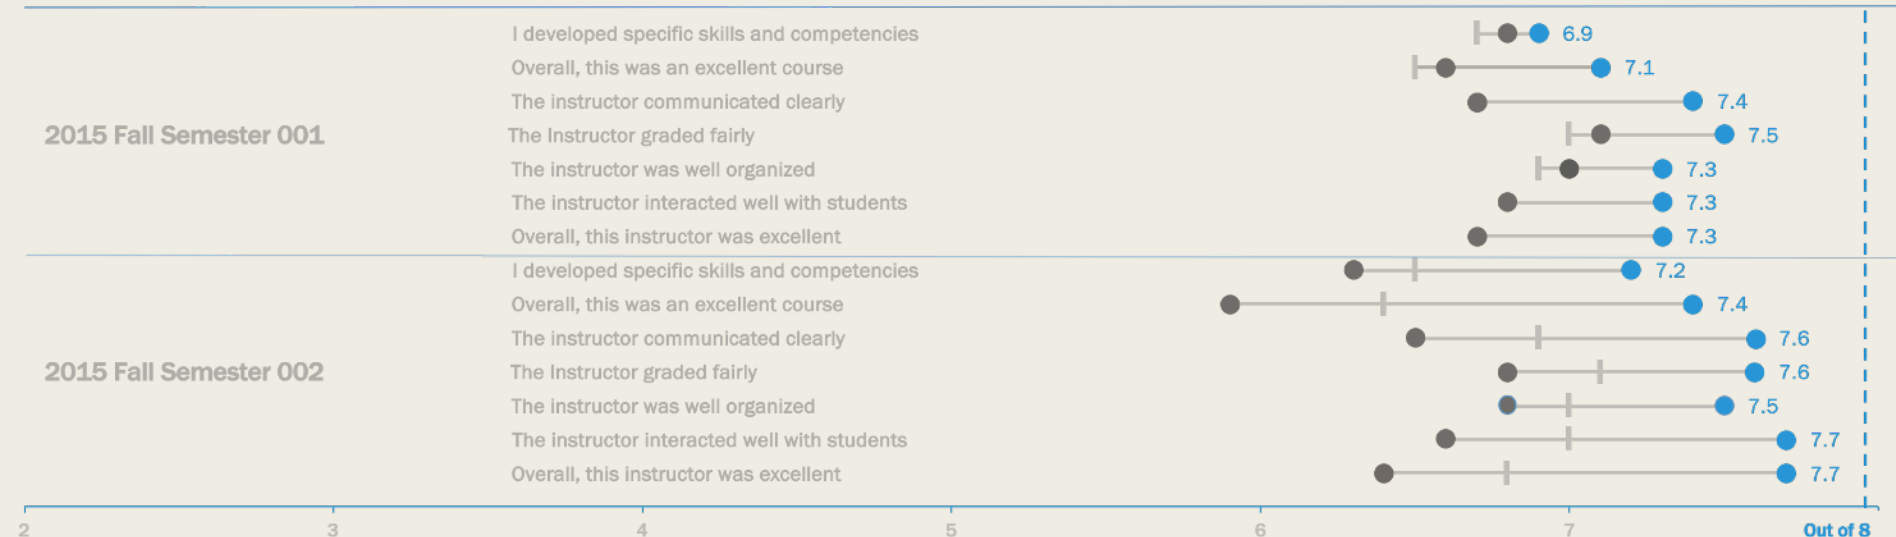 I developed specific skills and competencies 6.9
Overall, this was an excellent course 7.1
The instructor communicated clearly 7.4
2015 Fall Semester 001 The Instructor graded fairly 7.5
The instructor was well organized 7.3
The instructor interacted well with students 7.3
Overall, this instructor was excellent 7.3
I developed specific skills and competencies 7.2
Overall, this was an excellent course 7.4
The instructor communicated clearly 7.6
2015 Fall Semester 002 The Instructor graded fairly 7.6
The instructor was well organized 7.5
The instructor interacted well with students 7.7
Overall, this instructor was excellent 7.7
2 3 4 5 6 7 Out of 8